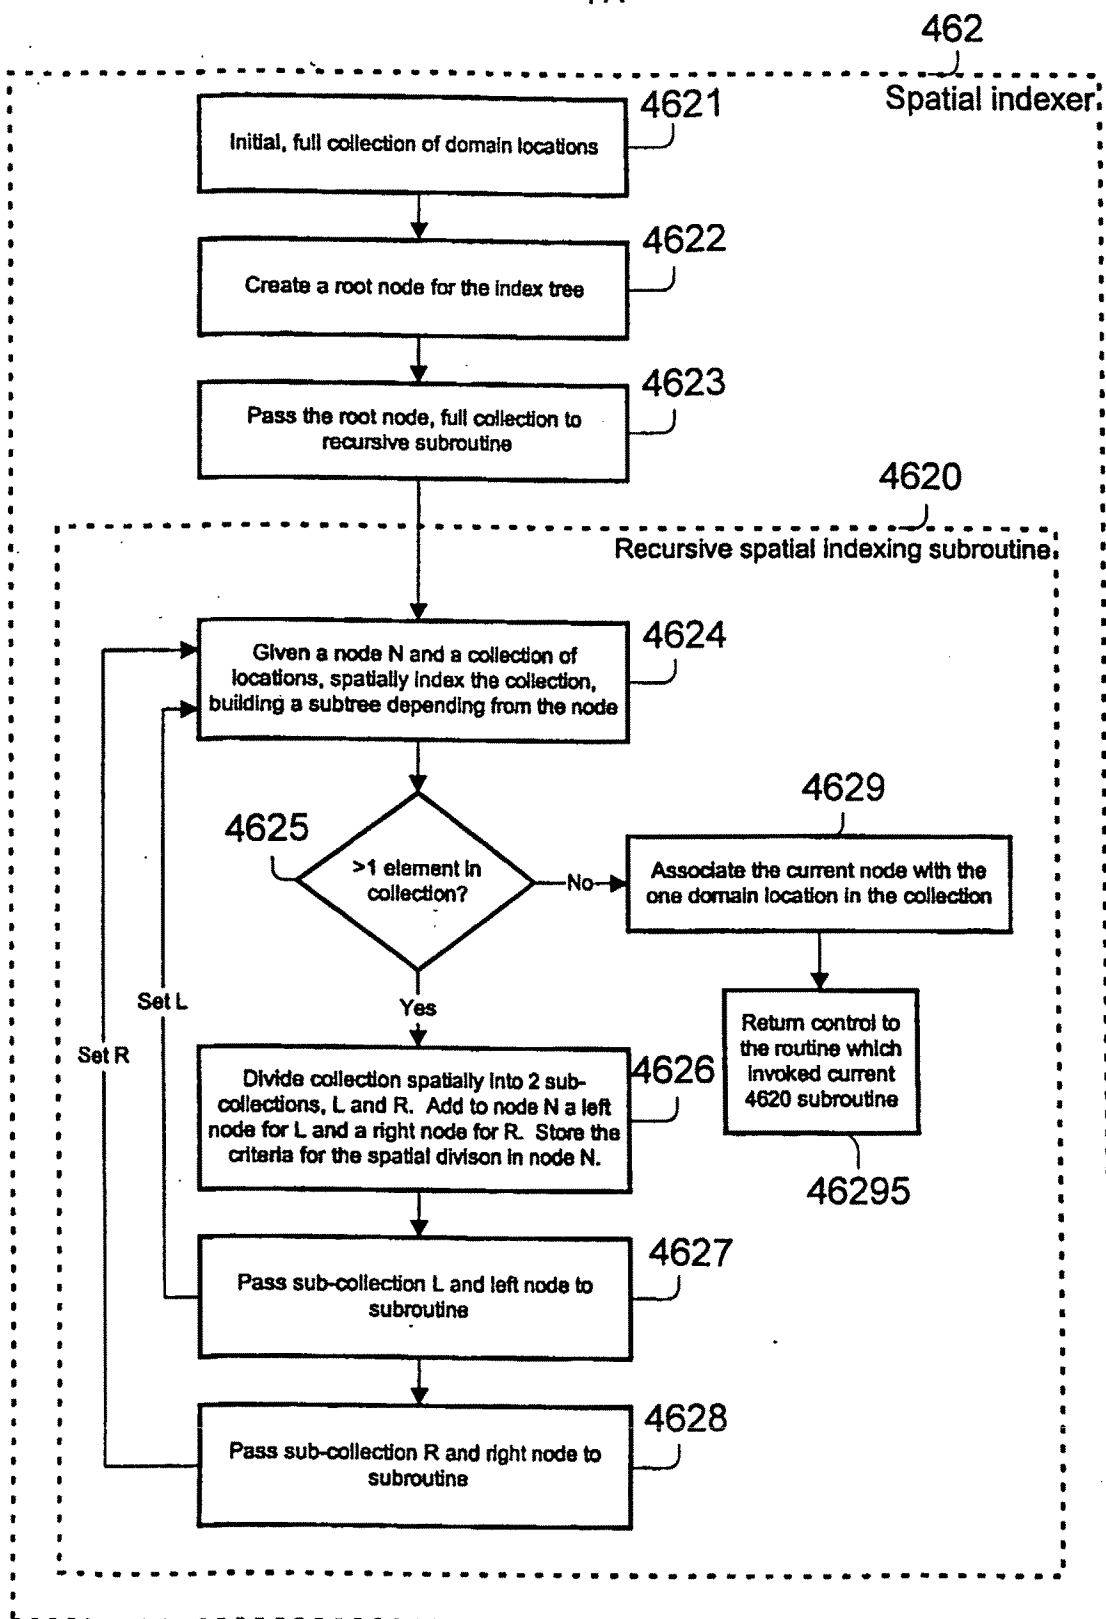 462
Spatial indexer
4621
Initial, full collection of domain locations
4622
Create a root node for the index tree
4623
Pass the root node, full collection to
recursive subroutine
4620
Recursive spatial indexing subroutine
4624
Given a node N and a collection of
locations, spatially index the collection,
building a subtree depending from the node
4625
>1 element in
collection?
No
4629
Associate the current node with the
one domain location in the collection
Yes
Set L
Set R
Return control to
the routine which
invoked current
4620 subroutine
46295
4626
Divide collection spatially into 2 sub-
collections, L and R. Add to node N a left
node for L and a right node for R. Store the
criteria for the spatial divison in node N.
4627
Pass sub-collection L and left node to
subroutine
4628
Pass sub-collection R and right node to
subroutine